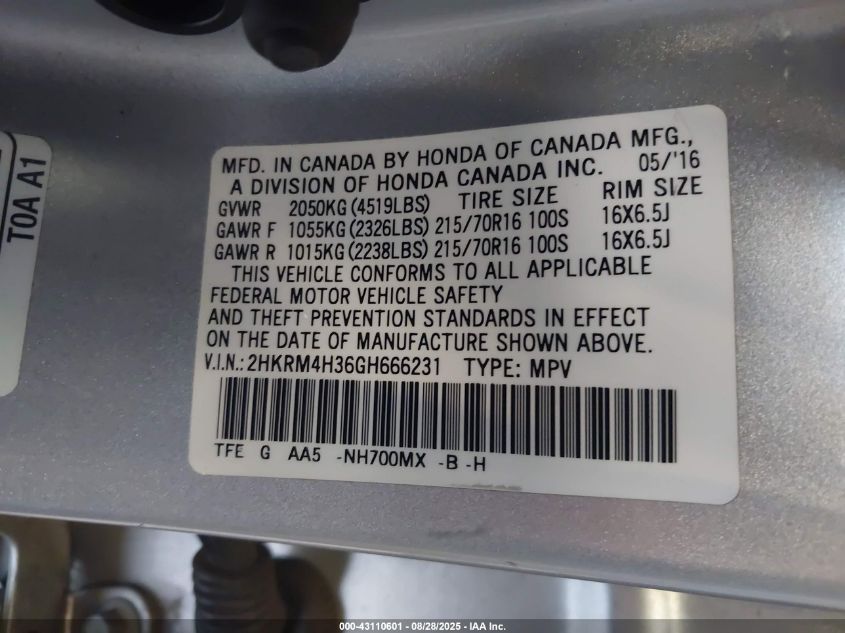 T0A A1
MFD. IN CANADA BY HONDA OF CANADA MFG.,
A DIVISION OF HONDA CANADA INC. 05/'16
GVWR 2050KG(4519LBS) TIRE SIZE RIM SIZE
GAWR F 1055KG(2326LBS) 215/70R16 100S 16X6.5J
GAWR R 1015KG(2238LBS) 215/70R16 100S 16X6.5J
THIS VEHICLE CONFORMS TO ALL APPLICABLE
FEDERAL MOTOR VEHICLE SAFETY
AND THEFT PREVENTION STANDARDS IN EFFECT
ON THE DATE OF MANUFACTURE SHOWN ABOVE.
V.I.N.: 2HKRM4H36GH666231 TYPE: MPV
TFE G AA5 -NH700MX -B -H
000-43110601 - 08/28/2025 - IAA Inc.